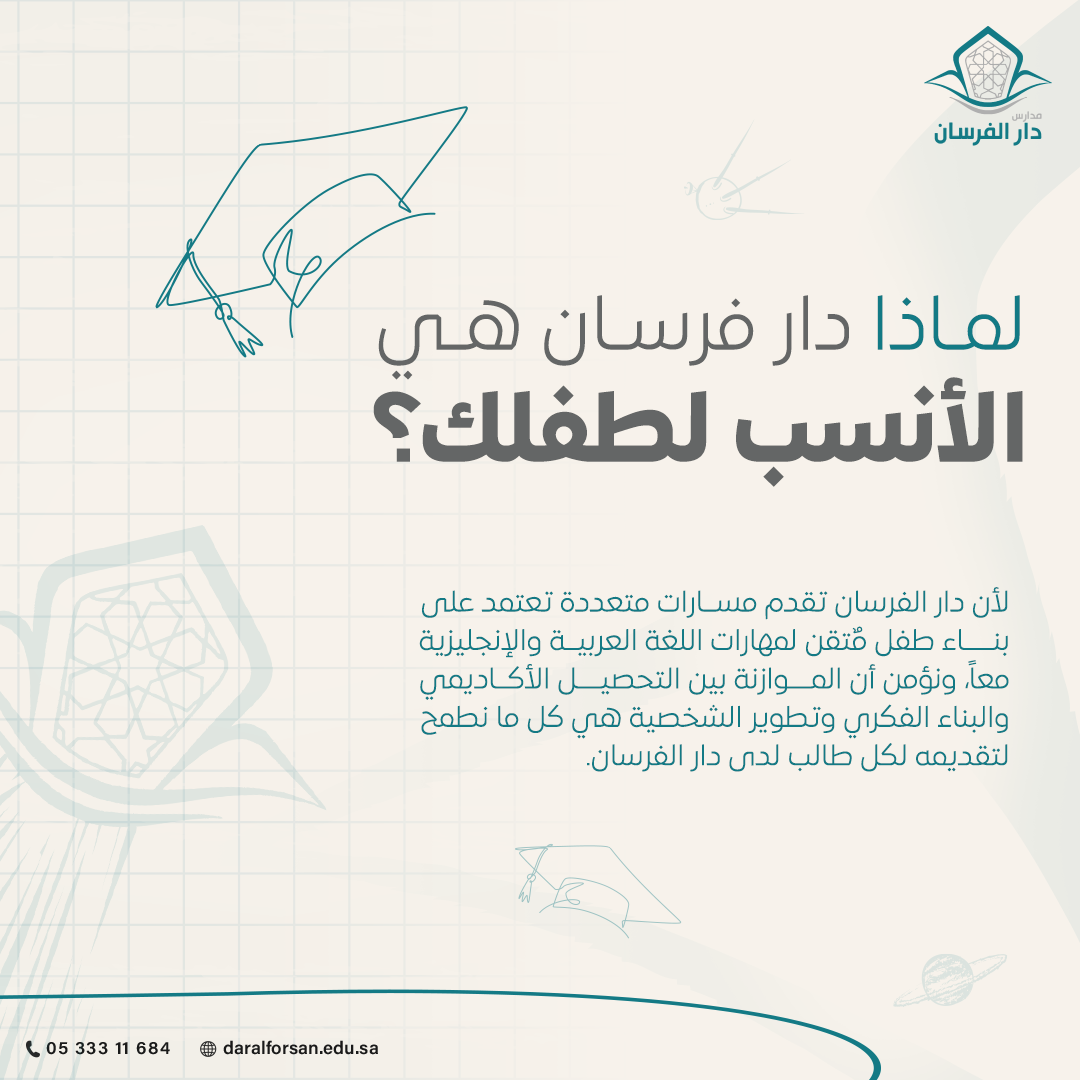 مدارس
دار الفرسان
لماذا دار فرسان هي
الأنسب لطفلك؟
لأن دار الفرسان تقدم مسارات متعددة تعتمد على
بناء طفل مُتقن لمهارات اللغة العربية والإنجليزية
معاً، ونؤمن أن الموازنة بين التحصيل الأكاديمي
والبناء الفكري وتطوير الشخصية هي كل ما نطمح
لتقديمه لكل طالب لدى دار الفرسان.
05 333 11 684 daralforsan.edu.sa